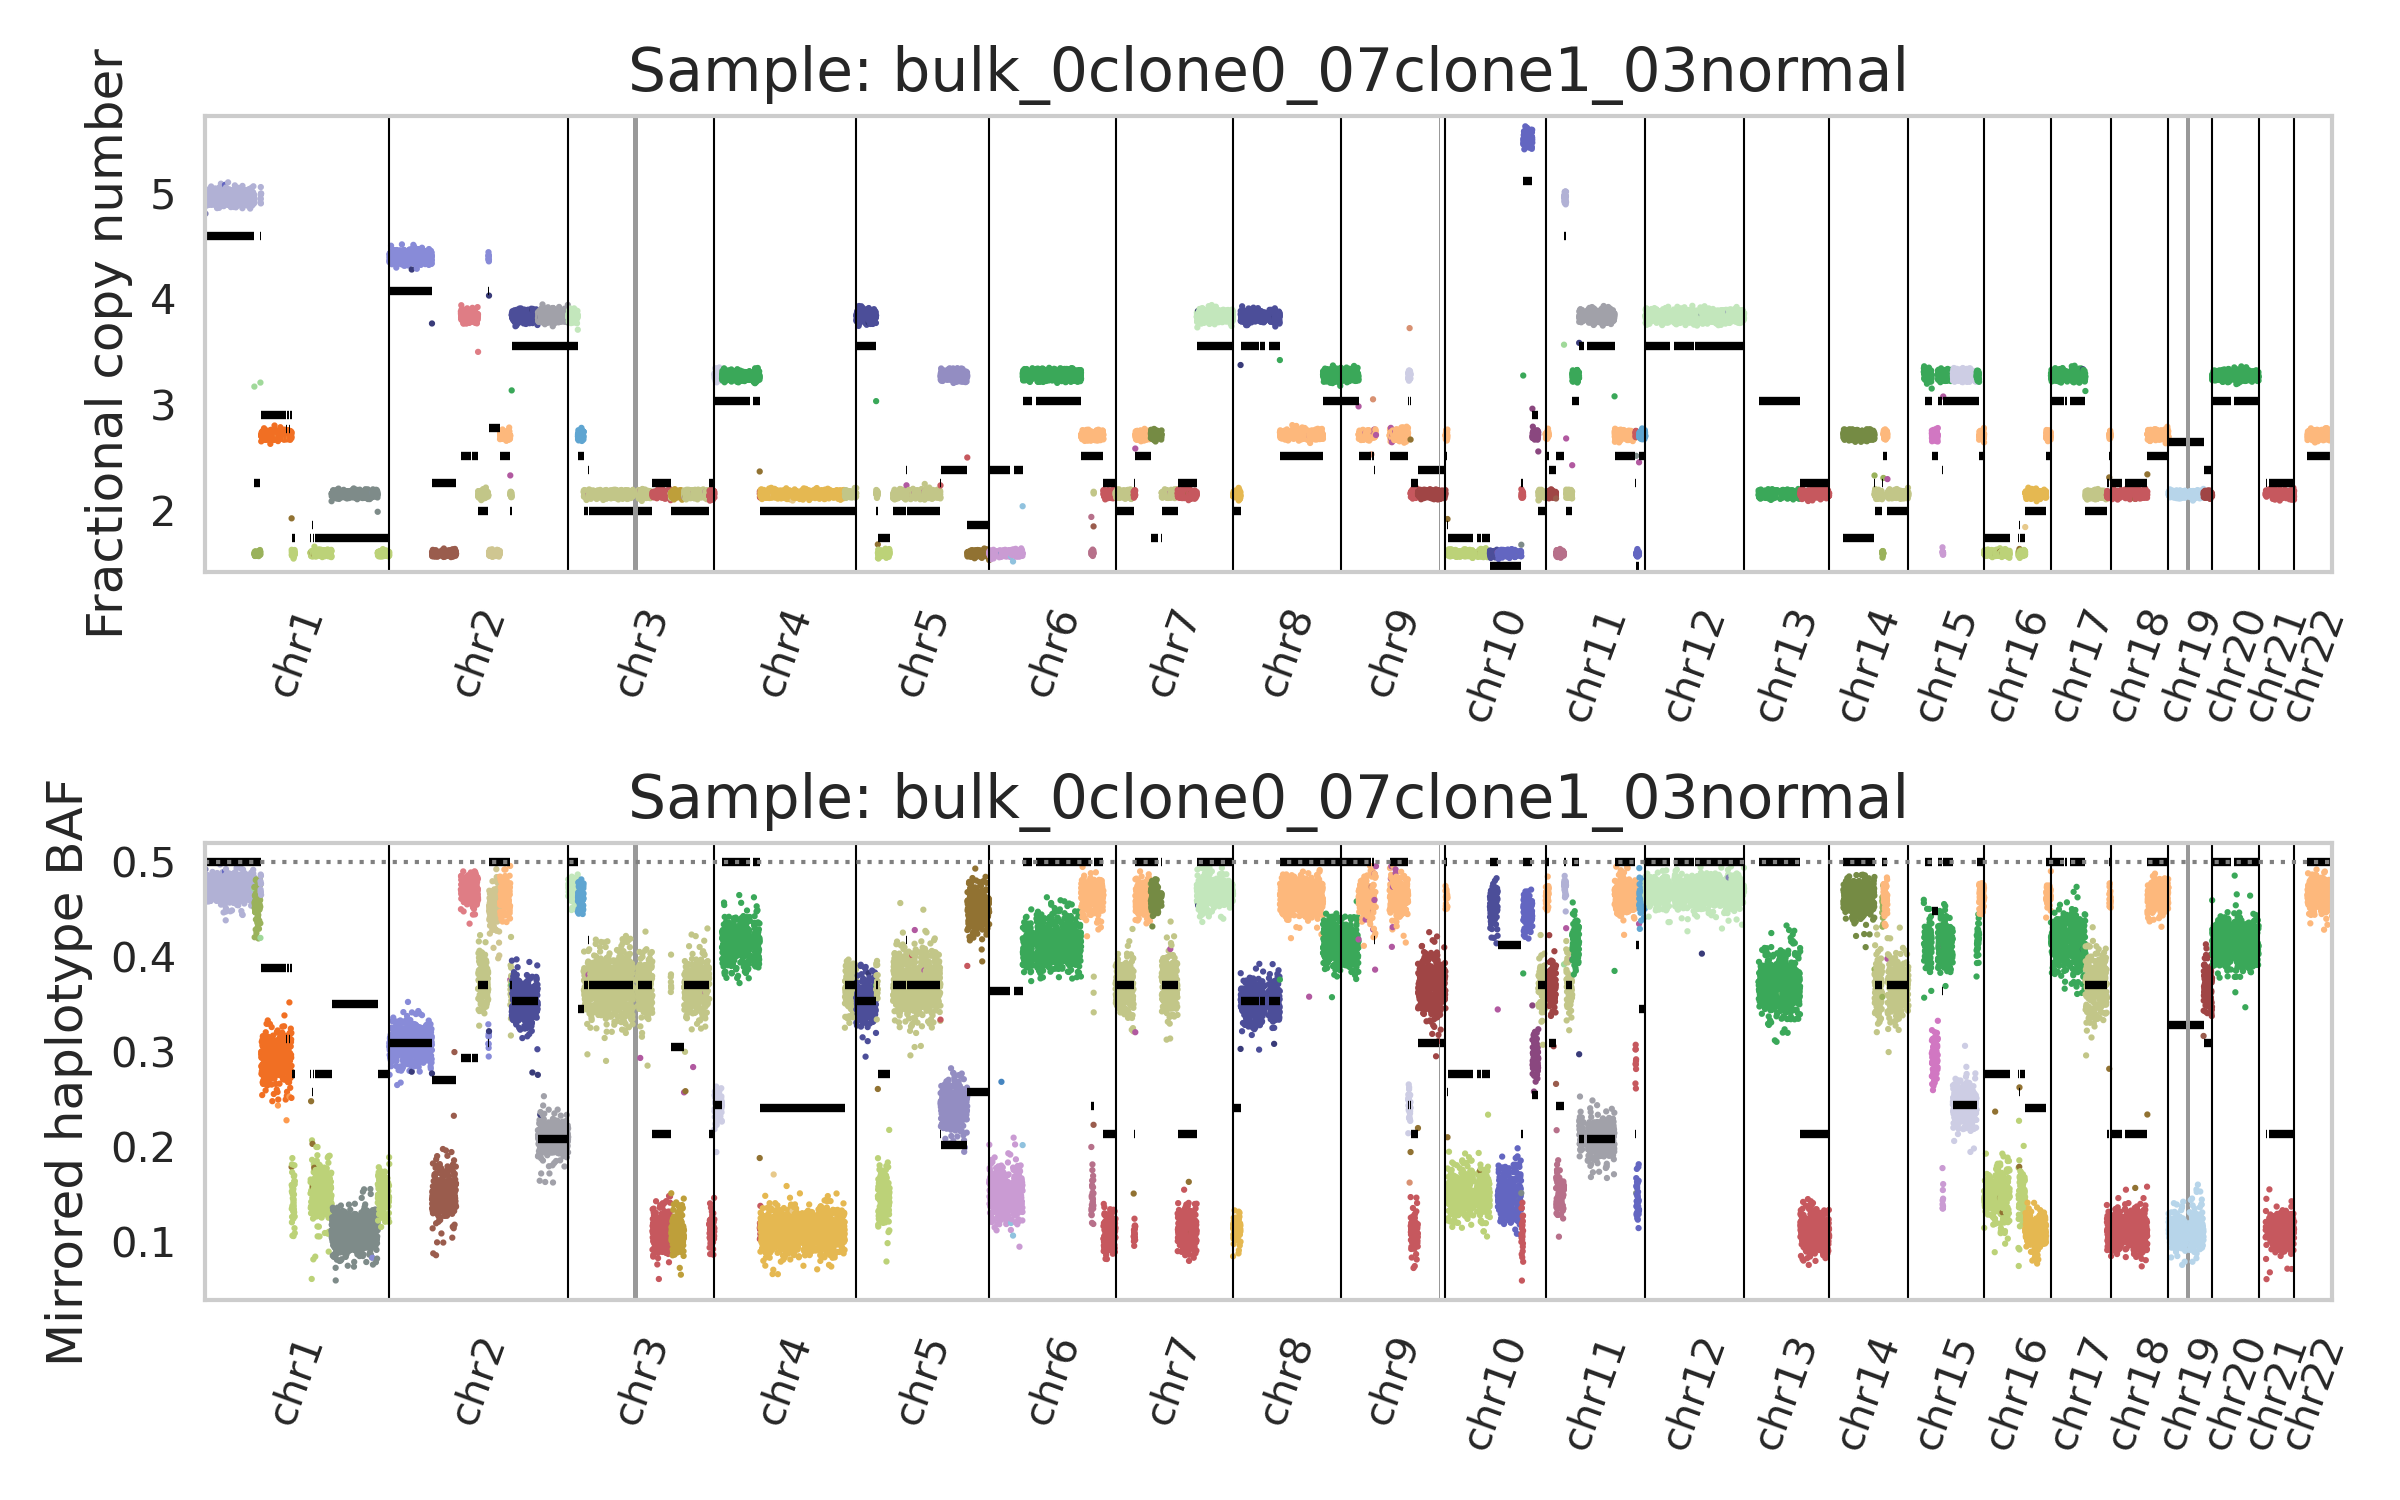 Sample: bulk_0clone0_07clone1_03normal
Fractional copy number
5
4
3
2
chr1 chr2 chr3 chr4 chr5 chr6 chr7 chr8 chr9 chr10 chr11 chr12 chr13 chr14 chr15 chr16 chr17 chr18 chr19 chr20 chr21 chr22
Sample: bulk_0clone0_07clone1_03normal
Mirrored haplotype BAF
0.5
0.4
0.3
0.2
0.1
chr1 chr2 chr3 chr4 chr5 chr6 chr7 chr8 chr9 chr10 chr11 chr12 chr13 chr14 chr15 chr16 chr17 chr18 chr19 chr20 chr21 chr22